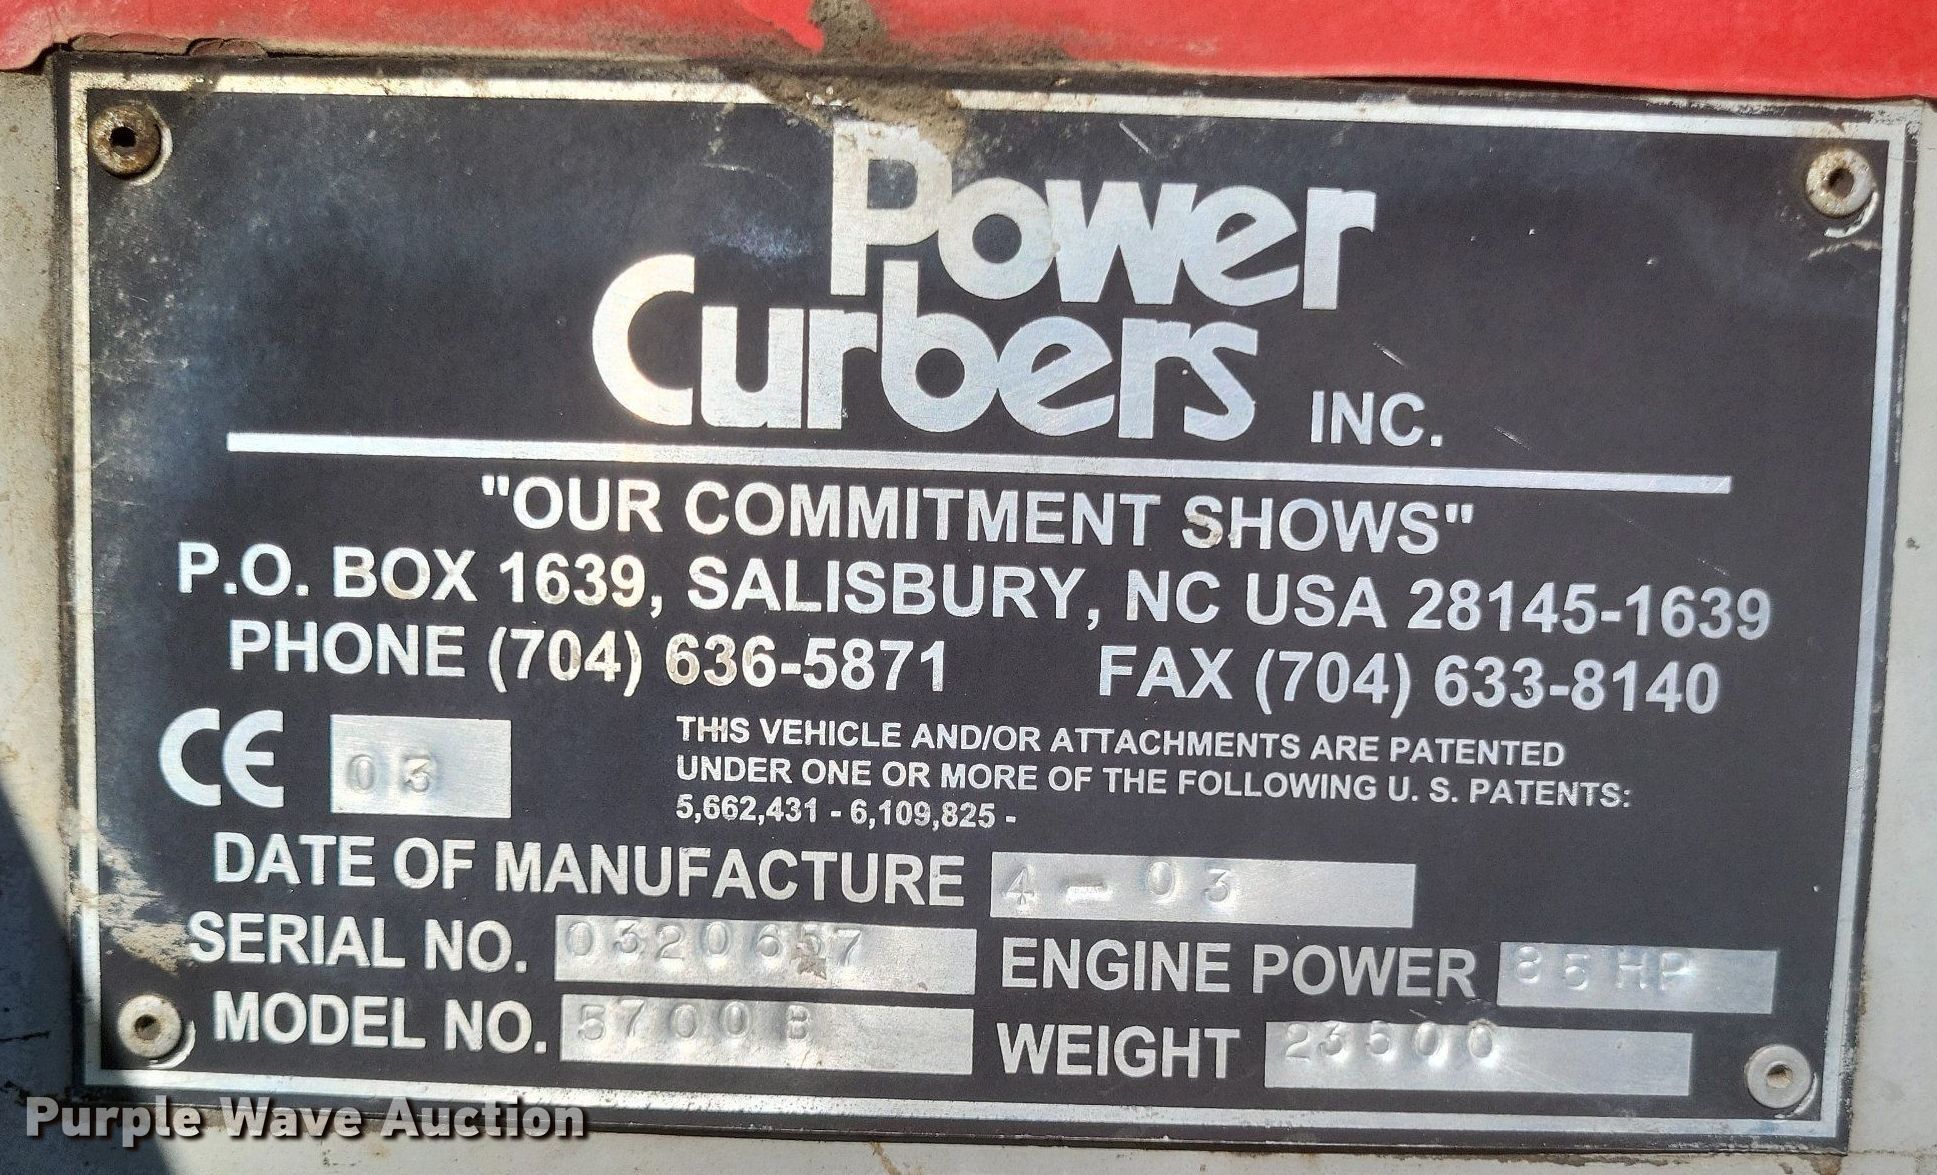 Power
Curbers INC.
"OUR COMMITMENT SHOWS"
P.O. BOX 1639, SALISBURY, NC USA 28145-1639
PHONE (704) 636-5871 FAX (704) 633-8140
CE 03
THIS VEHICLE AND/OR ATTACHMENTS ARE PATENTED
UNDER ONE OR MORE OF THE FOLLOWING U. S. PATENTS:
5,662,431 - 6,109,825 -
DATE OF MANUFACTURE 4-03
SERIAL NO. 0320657 ENGINE POWER 85HP
MODEL NO. 5700B WEIGHT 23500
Purple Wave Auction